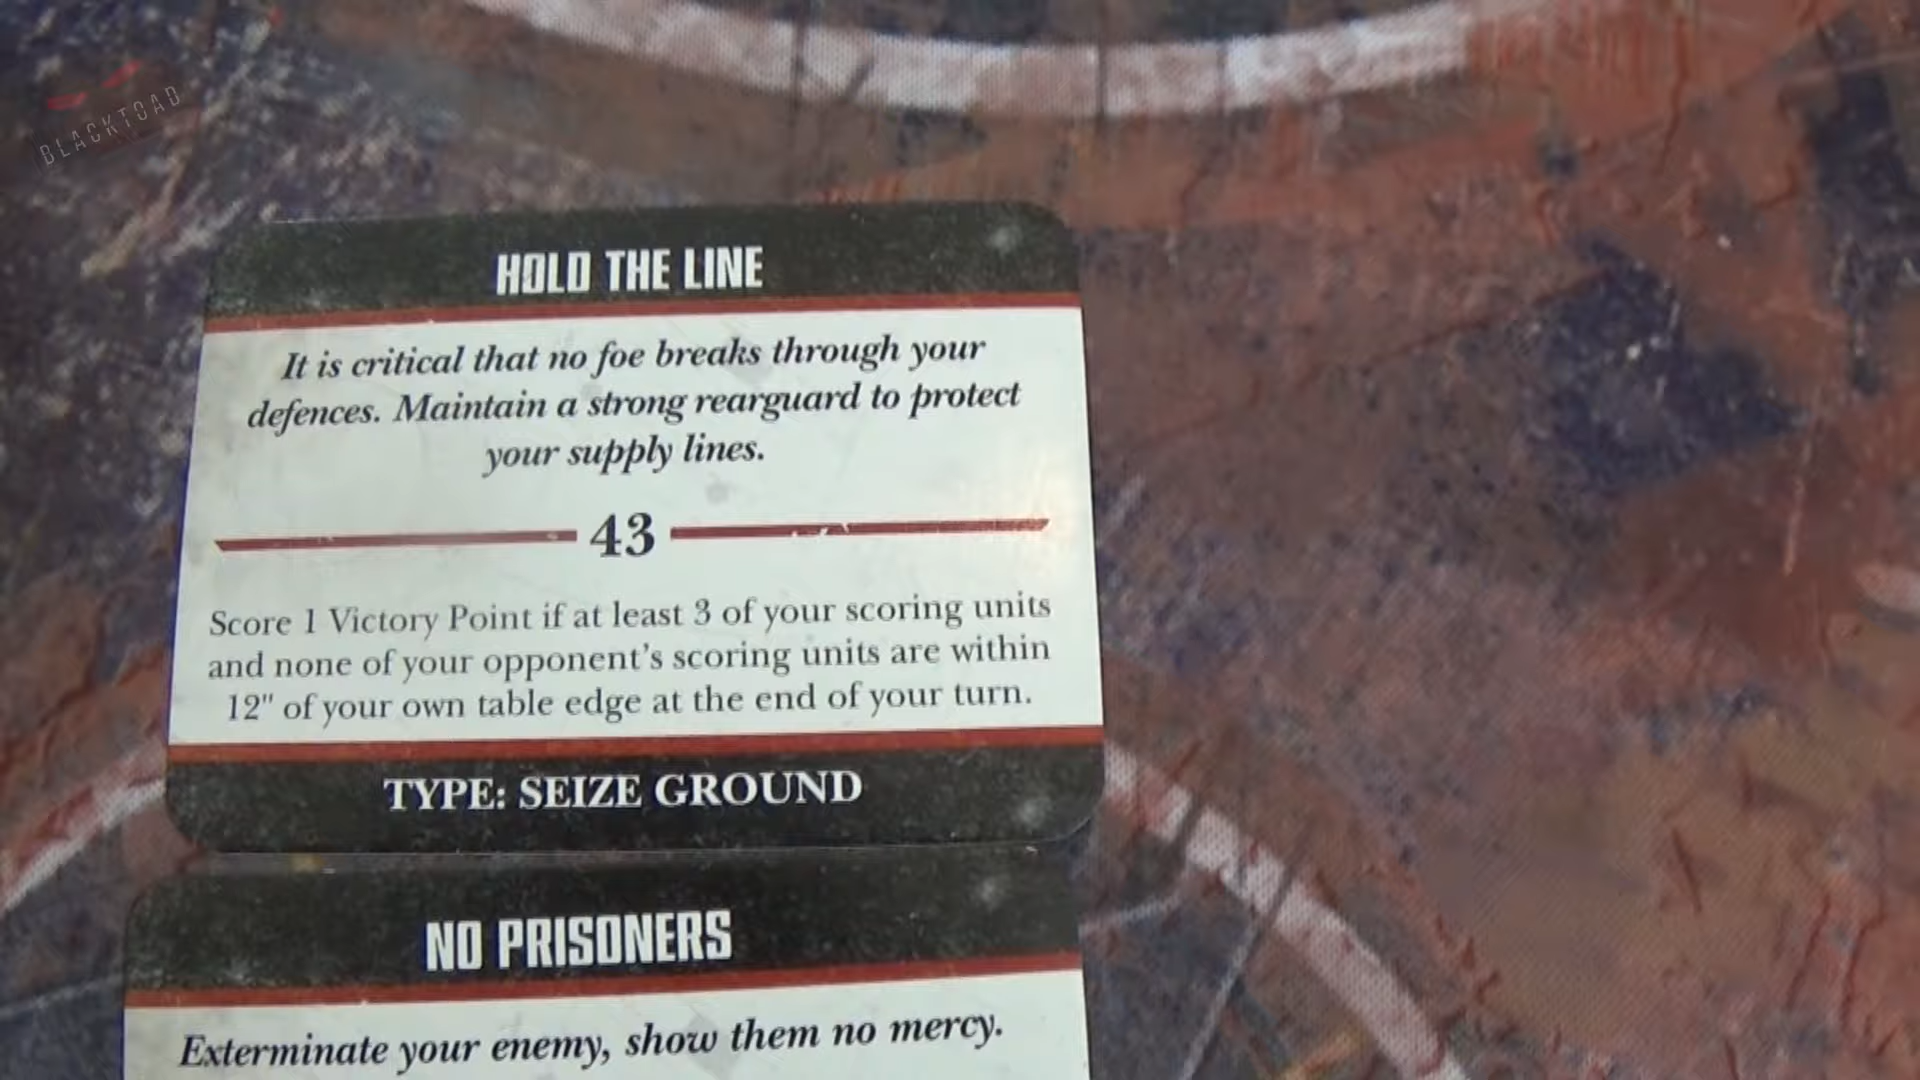 BLACKTOAD
HOLD THE LINE
It is critical that no foe breaks through your
defences. Maintain a strong rearguard to protect
your supply lines.
43
Score 1 Victory Point if at least 3 of your scoring units
and none of your opponent's scoring units are within
12" of your own table edge at the end of your turn.
TYPE: SEIZE GROUND
NO PRISONERS
Exterminate your enemy, show them no mercy.